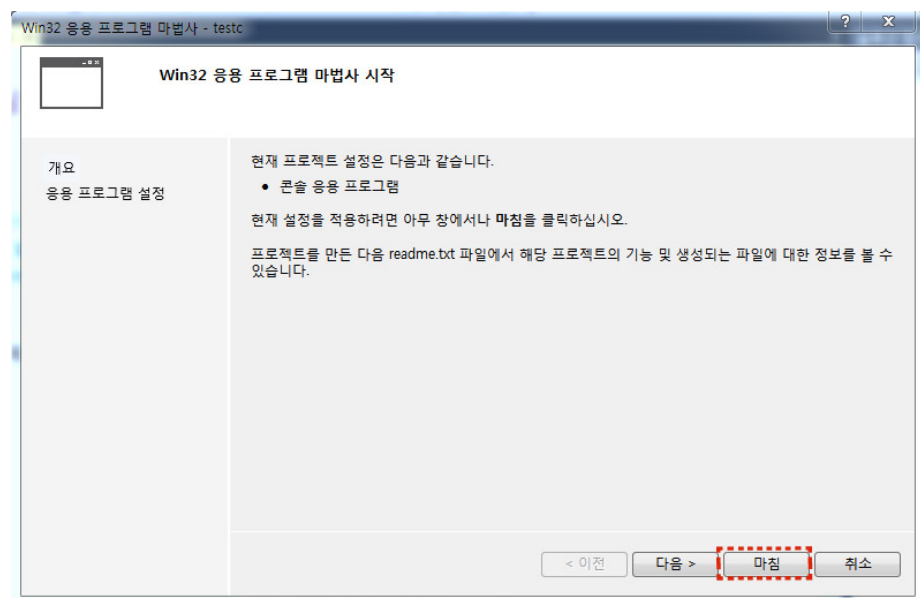 Win32 응용 프로그램 마법사 - testc
Win32 응용 프로그램 마법사 시작
개요
응용 프로그램 설정
현재 프로젝트 설정은 다음과 같습니다.
● 콘솔 응용 프로그램
현재 설정을 적용하려면 아무 창에서나 마침을 클릭하십시오.
프로젝트를 만든 다음 readme.txt 파일에서 해당 프로젝트의 기능 및 생성되는 파일에 대한 정보를 볼 수
있습니다.
< 이전 다음 > 마침 취소